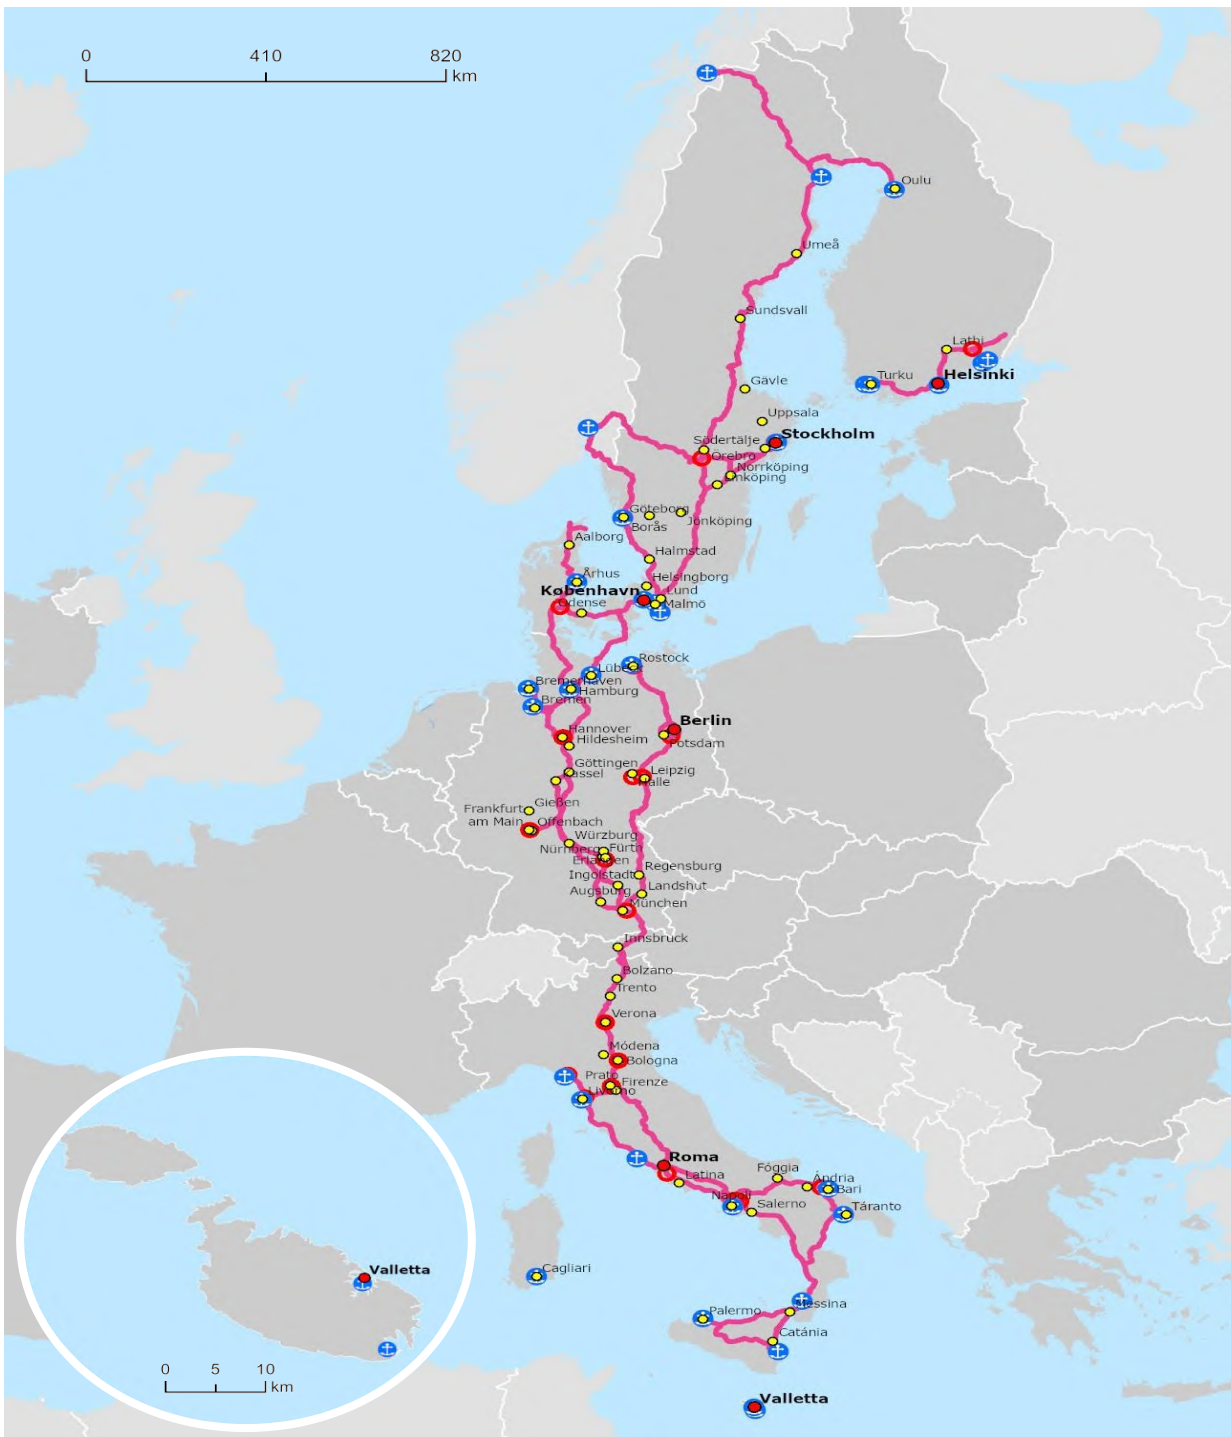 0 410 820
km
Oulu
Umeå
Sundsvall
Lathi
Turku
Helsinki
Gävle
Uppsala
Stockholm
Södertälje
Örebro
Norrköping
Göteborg
Borås
Jönköping
Aalborg
Halmstad
Århus
Helsingborg
København
Lund
Odense
Malmö
Rostock
Lübeck
Bremerhaven
Hamburg
Bremen
Berlin
Hannover
Potsdam
Hildesheim
Göttingen
Leipzig
Halle
Gießen
Frankfurt
am Main
Offenbach
Würzburg
Nürnberg
Fürth
Regensburg
Ingolstadt
Landshut
Augsburg
München
Innsbruck
Bolzano
Trento
Verona
Módena
Bologna
Prato
Firenze
Livorno
Roma
Latina
Fóggia
Ándria
Bari
Napoli
Salerno
Táranto
Cagliari
Valletta
Palermo
Messina
Catánia
0 5 10
km
Valletta